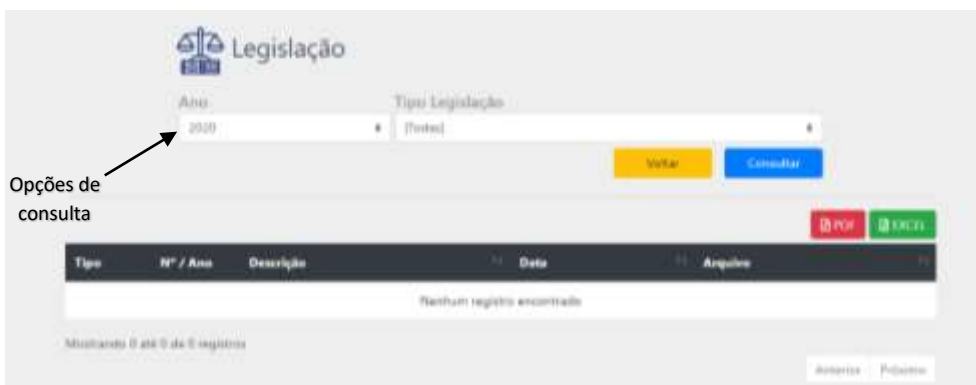 Legislação
Ano Tipo Legislação
2020 [Todas]
Voltar Consultar
Opções de
consulta
PDF EXCEL
Tipo Nº / Ano Descrição Data Arquivo
Nenhum registro encontrado
Mostrando 0 até 0 de 0 registros
Anterior Próximo